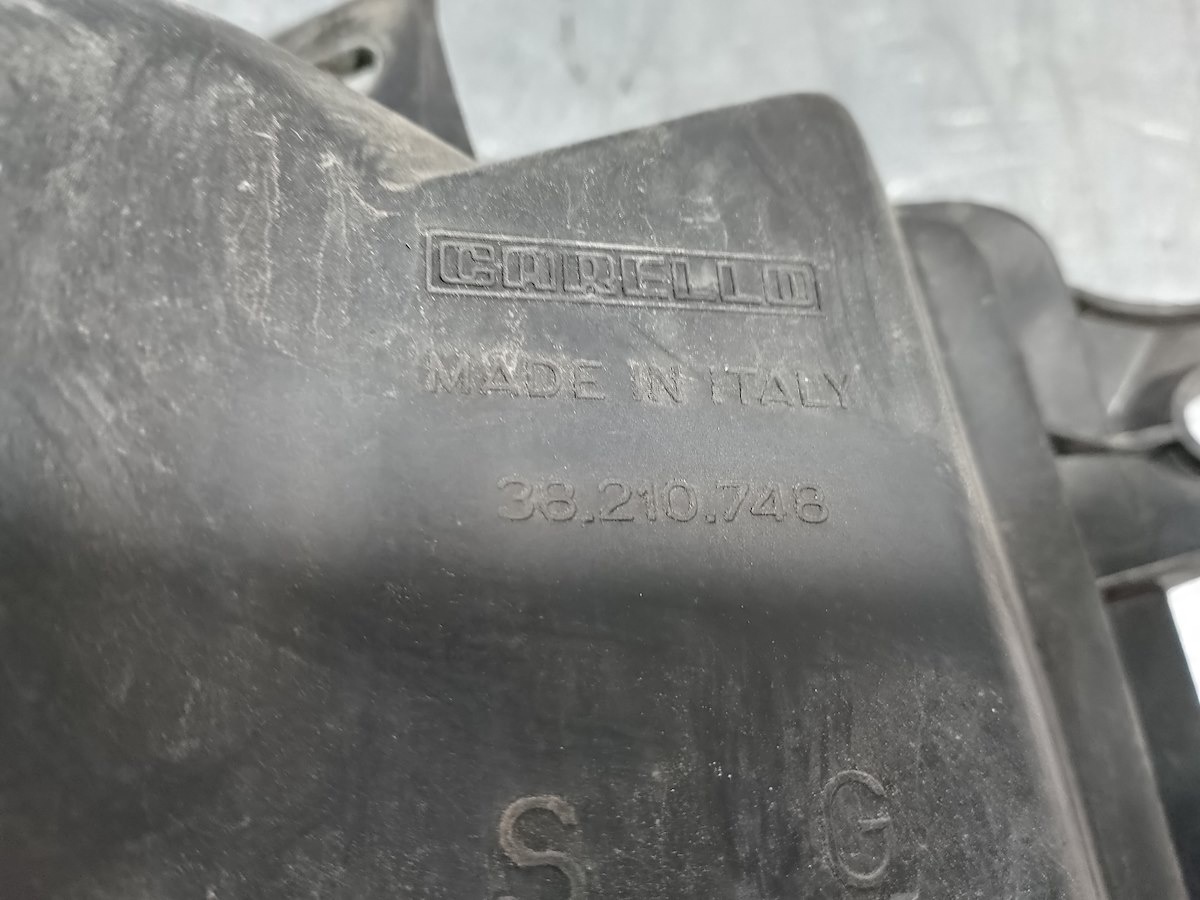 CARELLO
MADE IN ITALY
38.210.748
S G